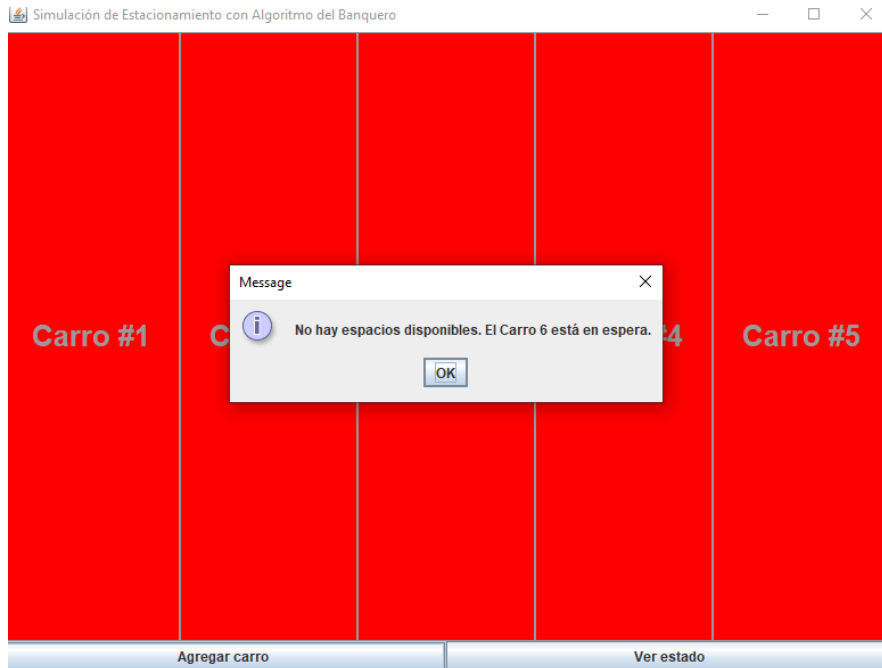 Simulación de Estacionamiento con Algoritmo del Banquero
Message
No hay espacios disponibles. El Carro 6 está en espera.
OK
Carro #1
C
#4
Carro #5
Agregar carro
Ver estado